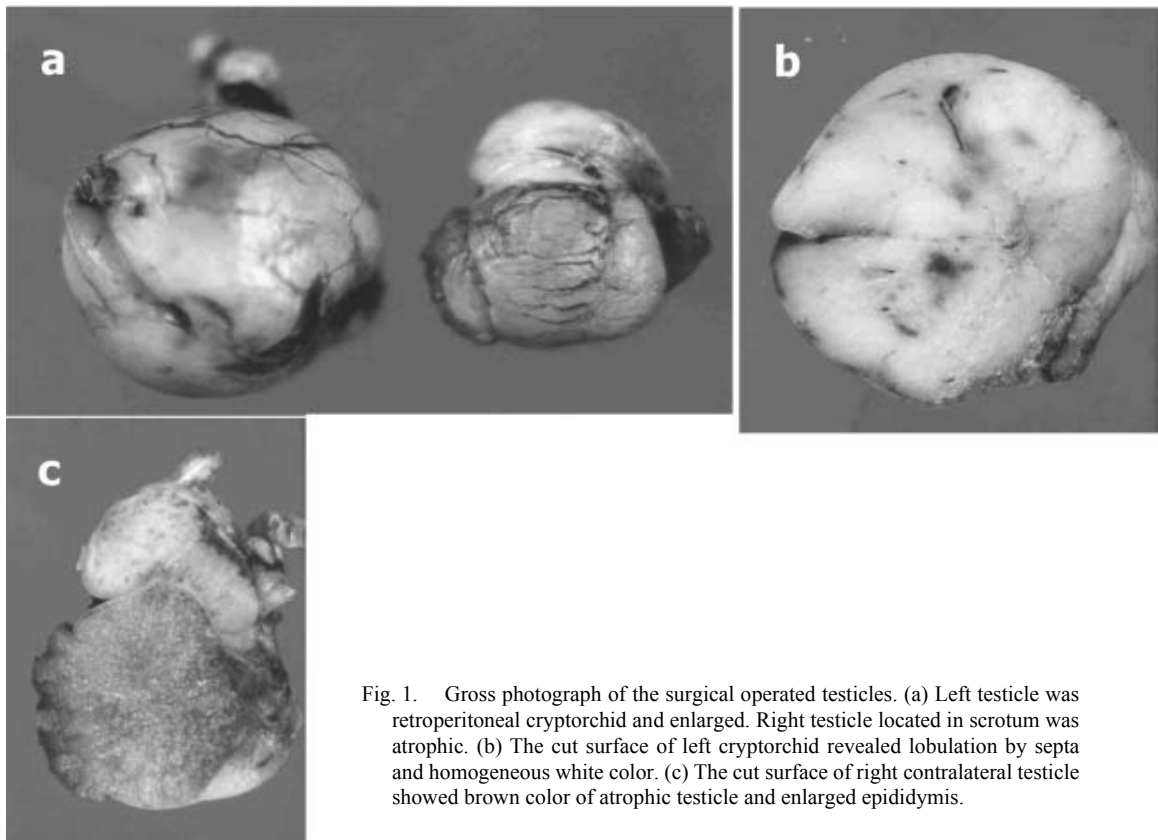 a
b
c
Fig. 1. Gross photograph of the surgical operated testicles. (a) Left testicle was
retroperitoneal cryptorchid and enlarged. Right testicle located in scrotum was
atrophic. (b) The cut surface of left cryptorchid revealed lobulation by septa
and homogeneous white color. (c) The cut surface of right contralateral testicle
showed brown color of atrophic testicle and enlarged epididymis.